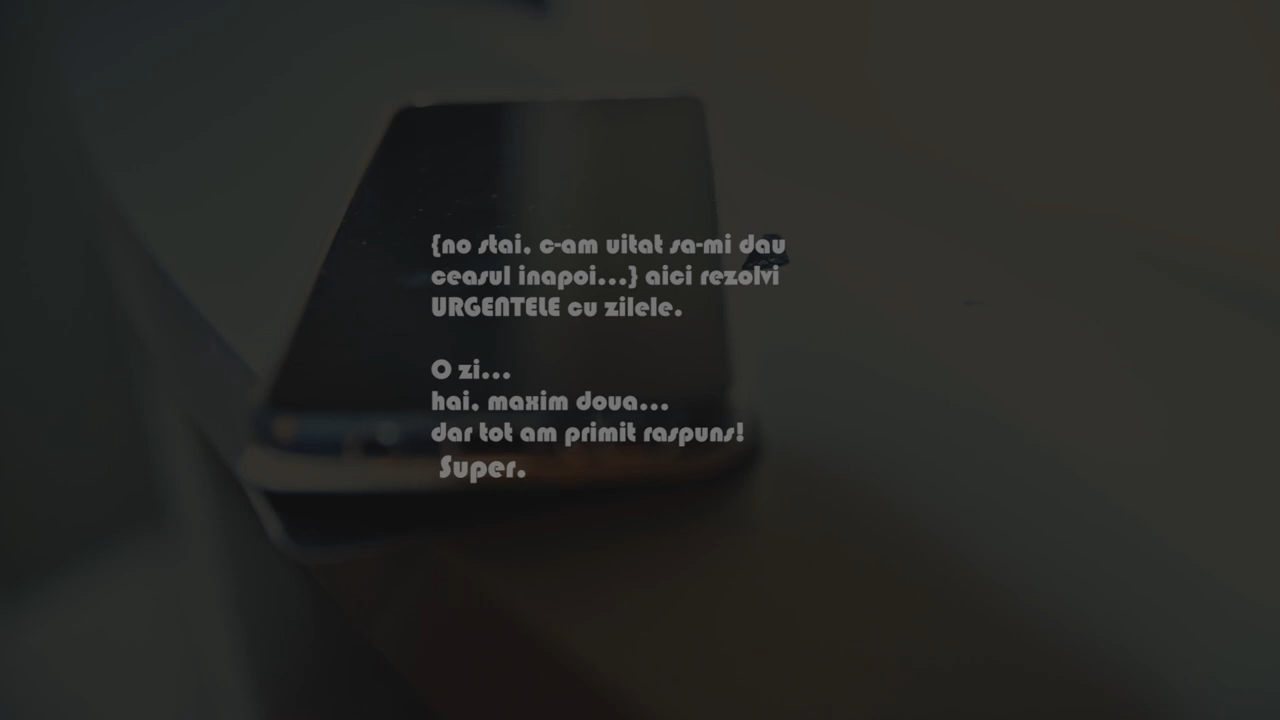 {no stai, c-am uitat sa-mi dau
ceasul inapoi...} aici rezolvi
URGENTELE cu zilele.
O zi...
hai, maxim doua...
dar tot am primit raspuns!
Super.